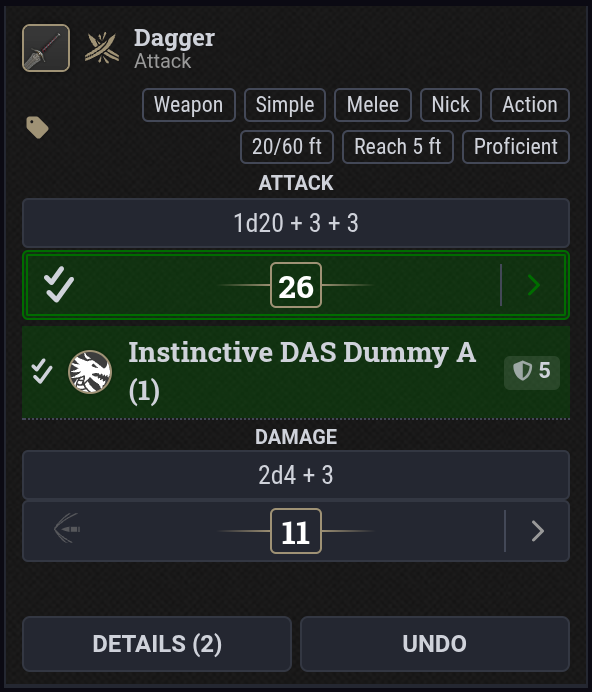 Dagger
Attack
Weapon Simple Melee Nick Action
20/60 ft Reach 5 ft Proficient
ATTACK
1d20 + 3 + 3
26
Instinctive DAS Dummy A
(1)
5
DAMAGE
2d4 + 3
11
DETAILS (2) UNDO